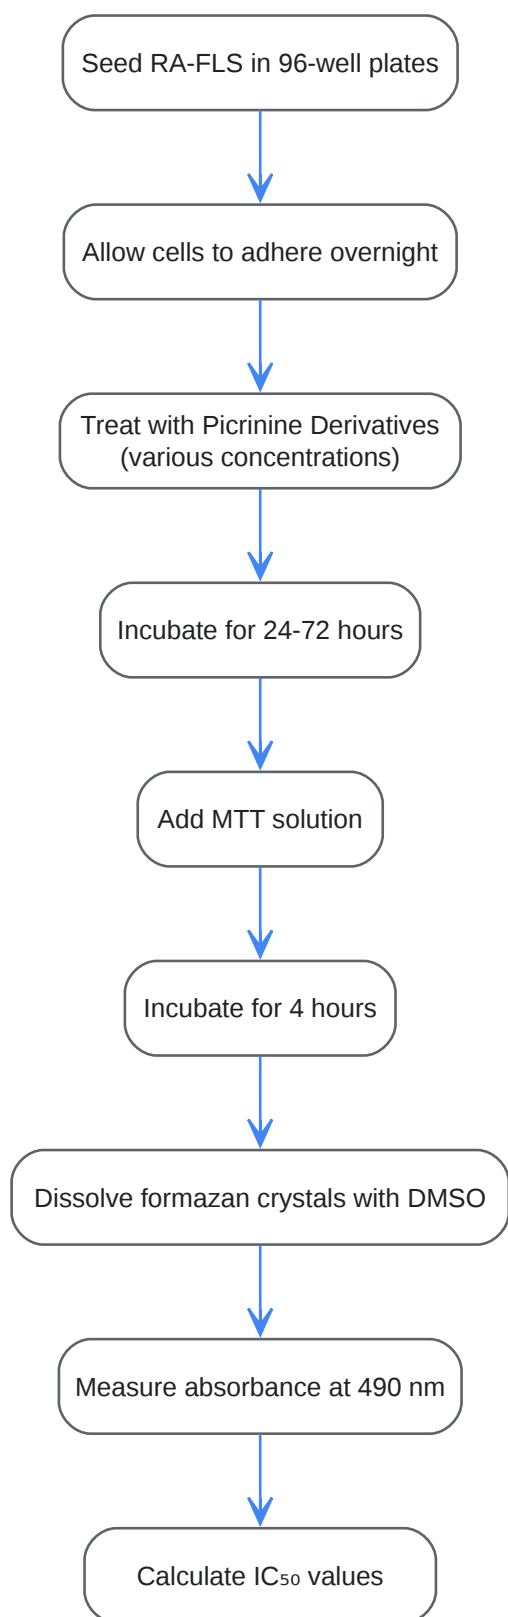 Seed RA-FLS in 96-well plates
Allow cells to adhere overnight
Treat with Picrinine Derivatives
(various concentrations)
Incubate for 24-72 hours
Add MTT solution
Incubate for 4 hours
Dissolve formazan crystals with DMSO
Measure absorbance at 490 nm
Calculate IC₅₀ values